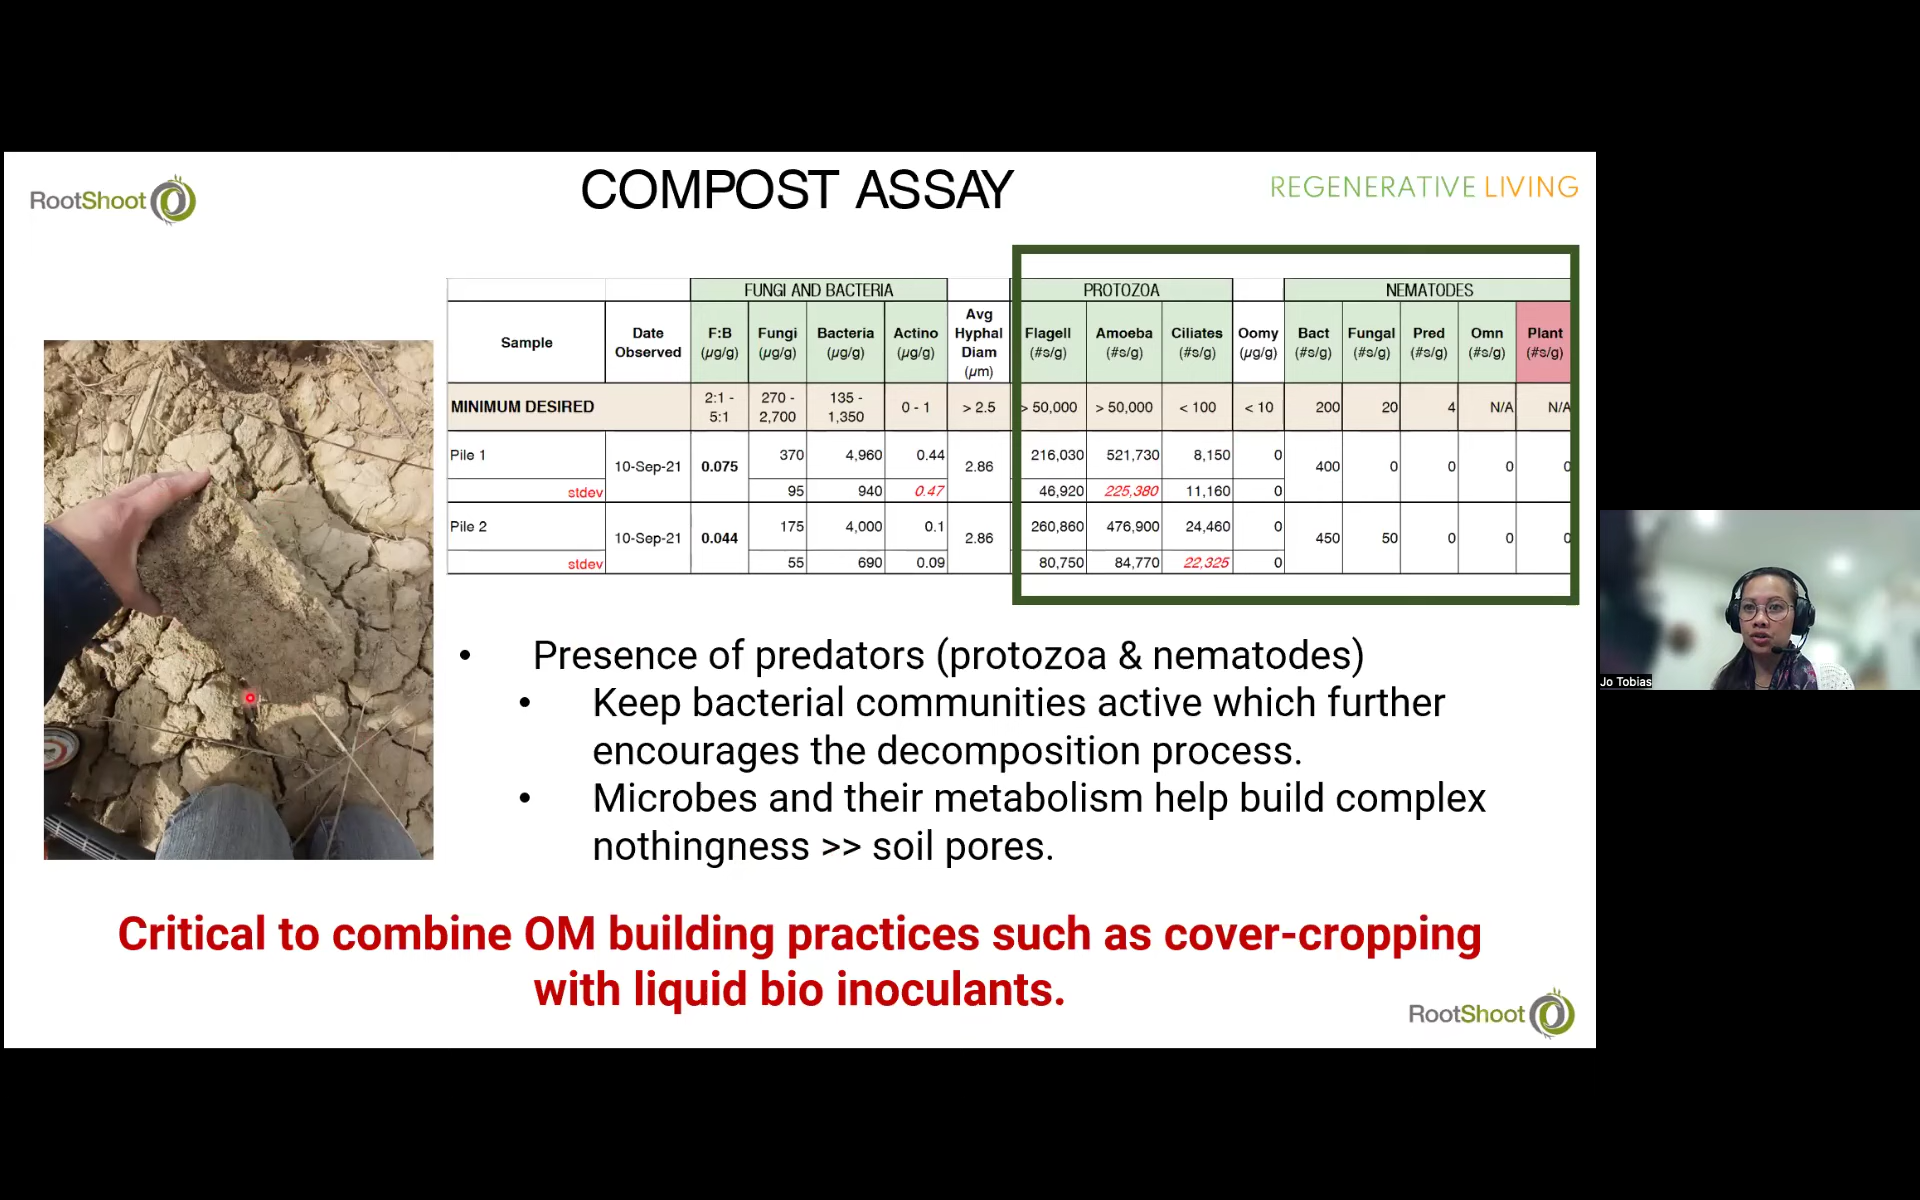 RootShoot
COMPOST ASSAY
REGENERATIVE LIVING
FUNGI AND BACTERIA PROTOZOA NEMATODES
Sample Date Observed F:B (µg/g) Fungi (µg/g) Bacteria (µg/g) Actino (µg/g) Avg Hyphal Diam (µm) Flagell (#s/g) Amoeba (#s/g) Ciliates (#s/g) Oomy (µg/g) Bact (#s/g) Fungal (#s/g) Pred (#s/g) Omn (#s/g) Plant (#s/g)
MINIMUM DESIRED 2:1 - 5:1 270 - 2,700 135 - 1,350 0 - 1 > 2.5 > 50,000 > 50,000 < 100 < 10 200 20 4 N/A N/A
Pile 1 10-Sep-21 0.075 370 4,960 0.44 2.86 216,030 521,730 8,150 0 400 0 0 0 0
stdev 95 940 0.47 46,920 225,380 11,160 0
Pile 2 10-Sep-21 0.044 175 4,000 0.1 2.86 260,860 476,900 24,460 0 450 50 0 0 0
stdev 55 690 0.09 80,750 84,770 22,325 0
• Presence of predators (protozoa & nematodes)
• Keep bacterial communities active which further
encourages the decomposition process.
• Microbes and their metabolism help build complex
nothingness >> soil pores.
Critical to combine OM building practices such as cover-cropping
with liquid bio inoculants.
RootShoot
Jo Tobias